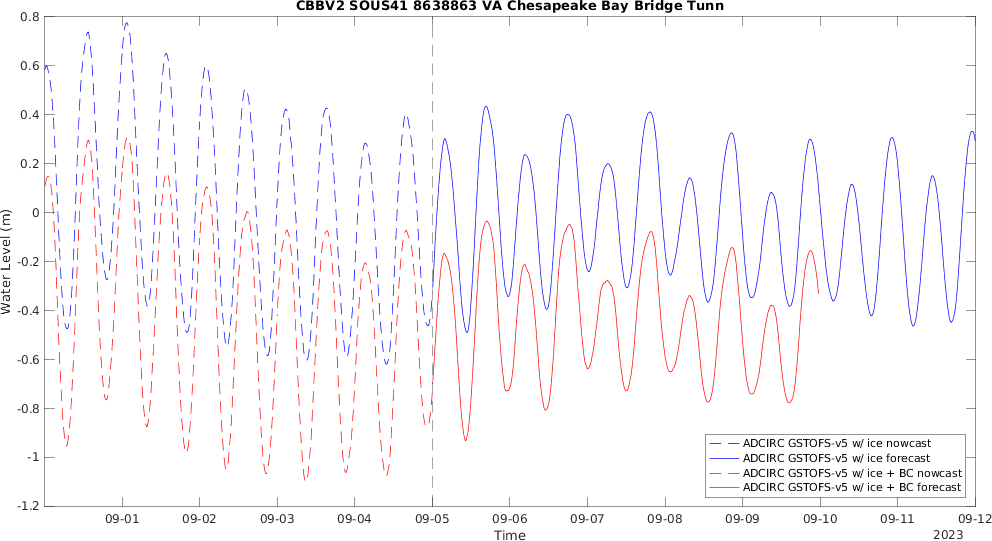 CBBV2 SOUS41 8638863 VA Chesapeake Bay Bridge Tunn
0.8
0.6
0.4
0.2
0
-0.2
-0.4
-0.6
-0.8
-1
-1.2
Water Level (m)
ADCIRC GSTOFS-v5 w/ ice nowcast
ADCIRC GSTOFS-v5 w/ ice forecast
ADCIRC GSTOFS-v5 w/ ice + BC nowcast
ADCIRC GSTOFS-v5 w/ ice + BC forecast
09-01 09-02 09-03 09-04 09-05 09-06 09-07 09-08 09-09 09-10 09-11 09-12
Time
2023